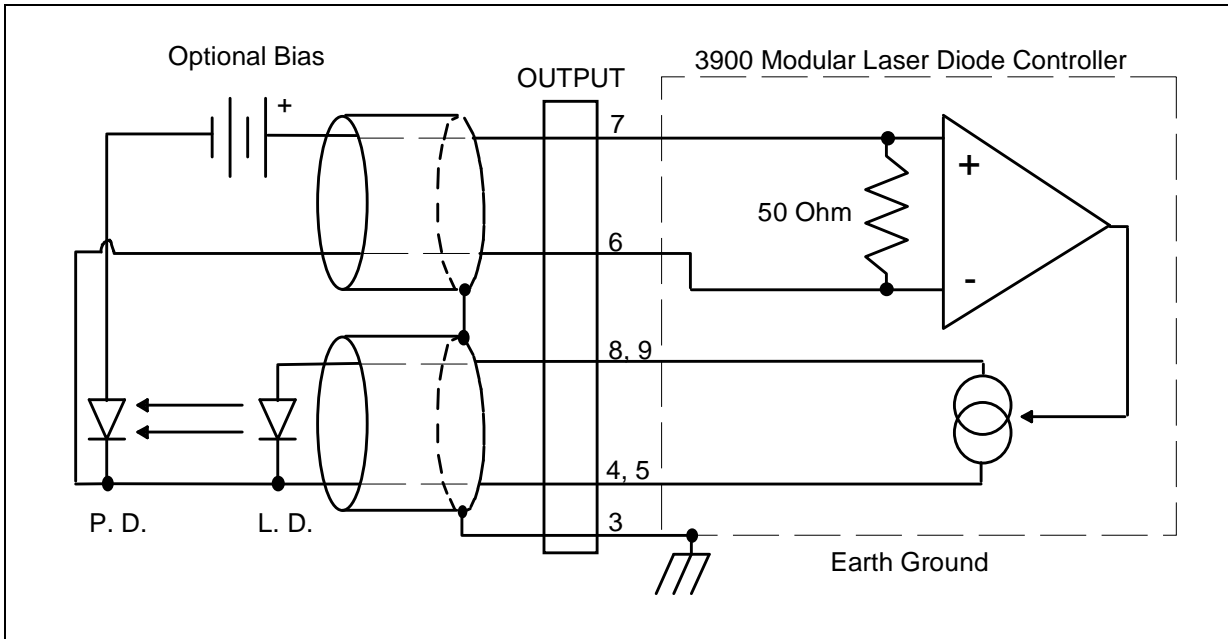 Optional Bias
3900 Modular Laser Diode Controller
OUTPUT
+
7
+
50 Ohm
6
-
8, 9
4, 5
P. D.
L. D.
3
Earth Ground